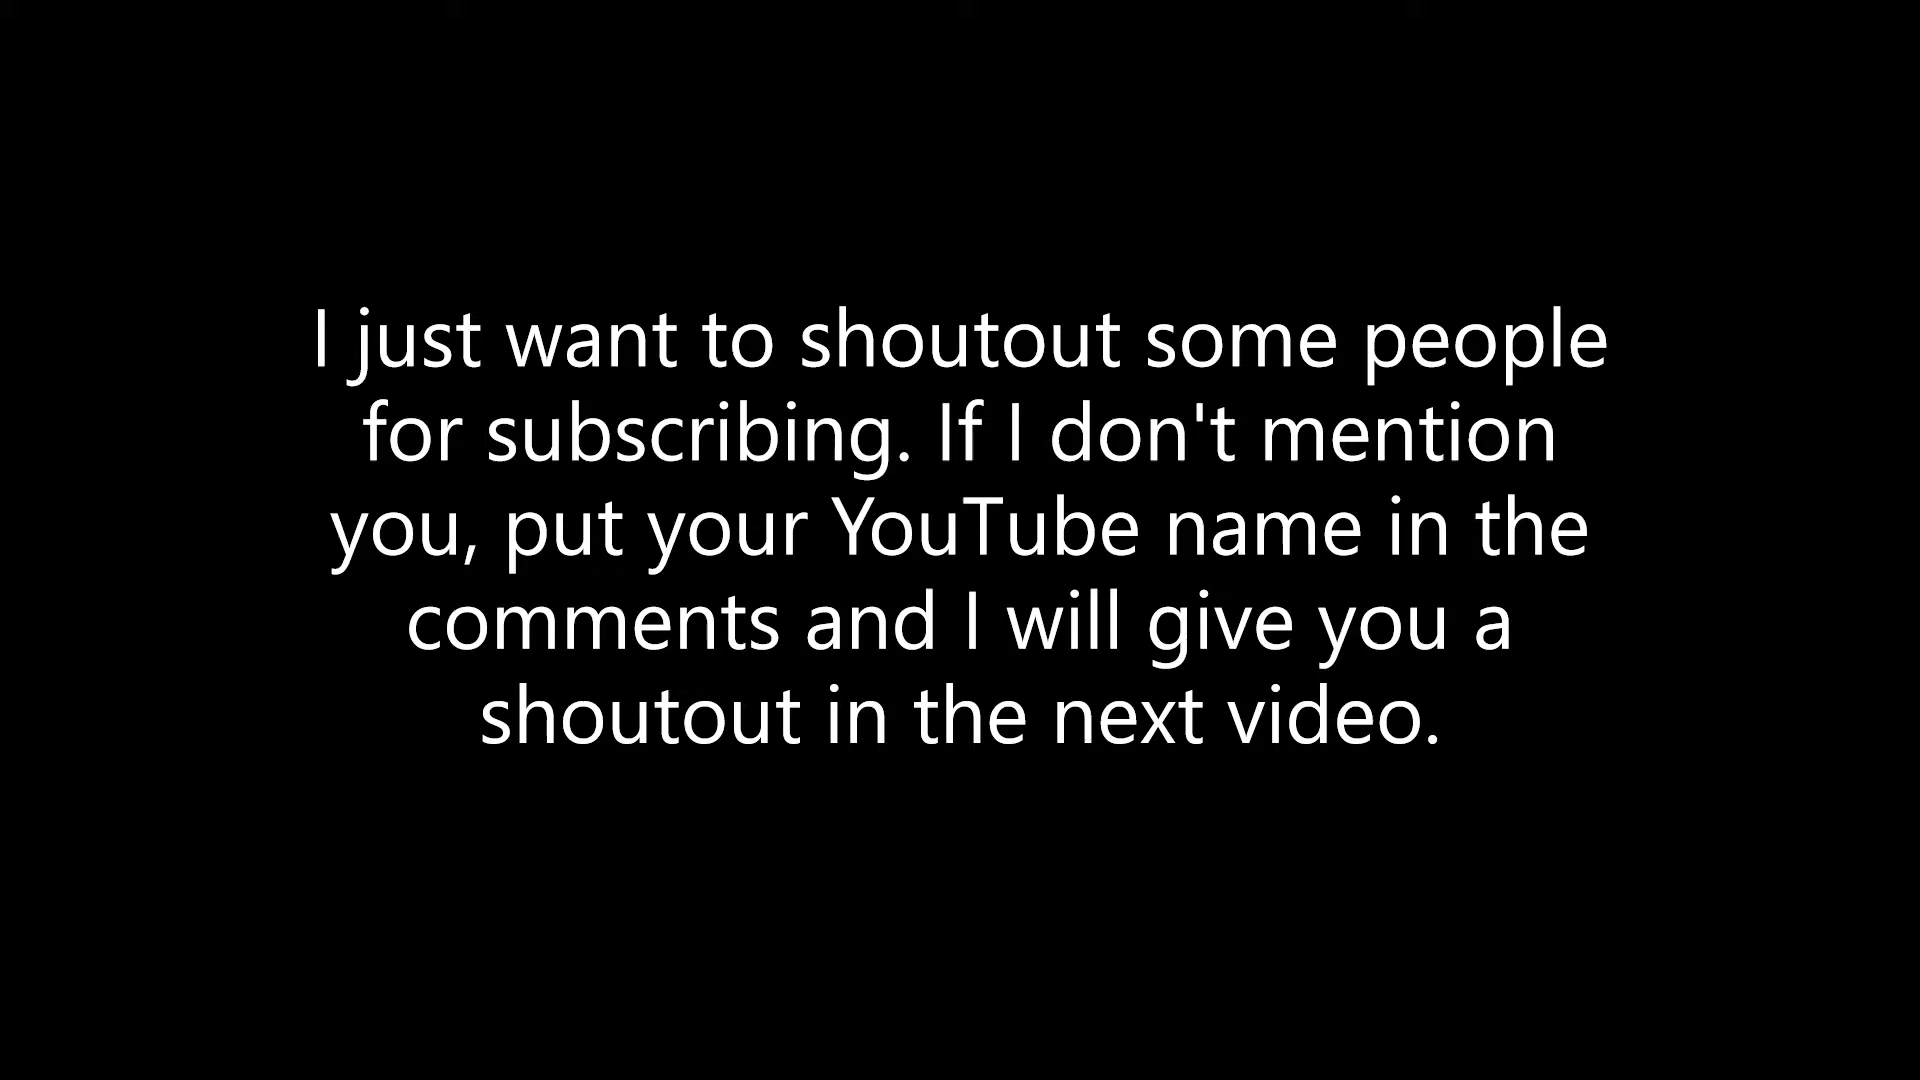 I just want to shoutout some people
for subscribing. If I don't mention
you, put your YouTube name in the
comments and I will give you a
shoutout in the next video.